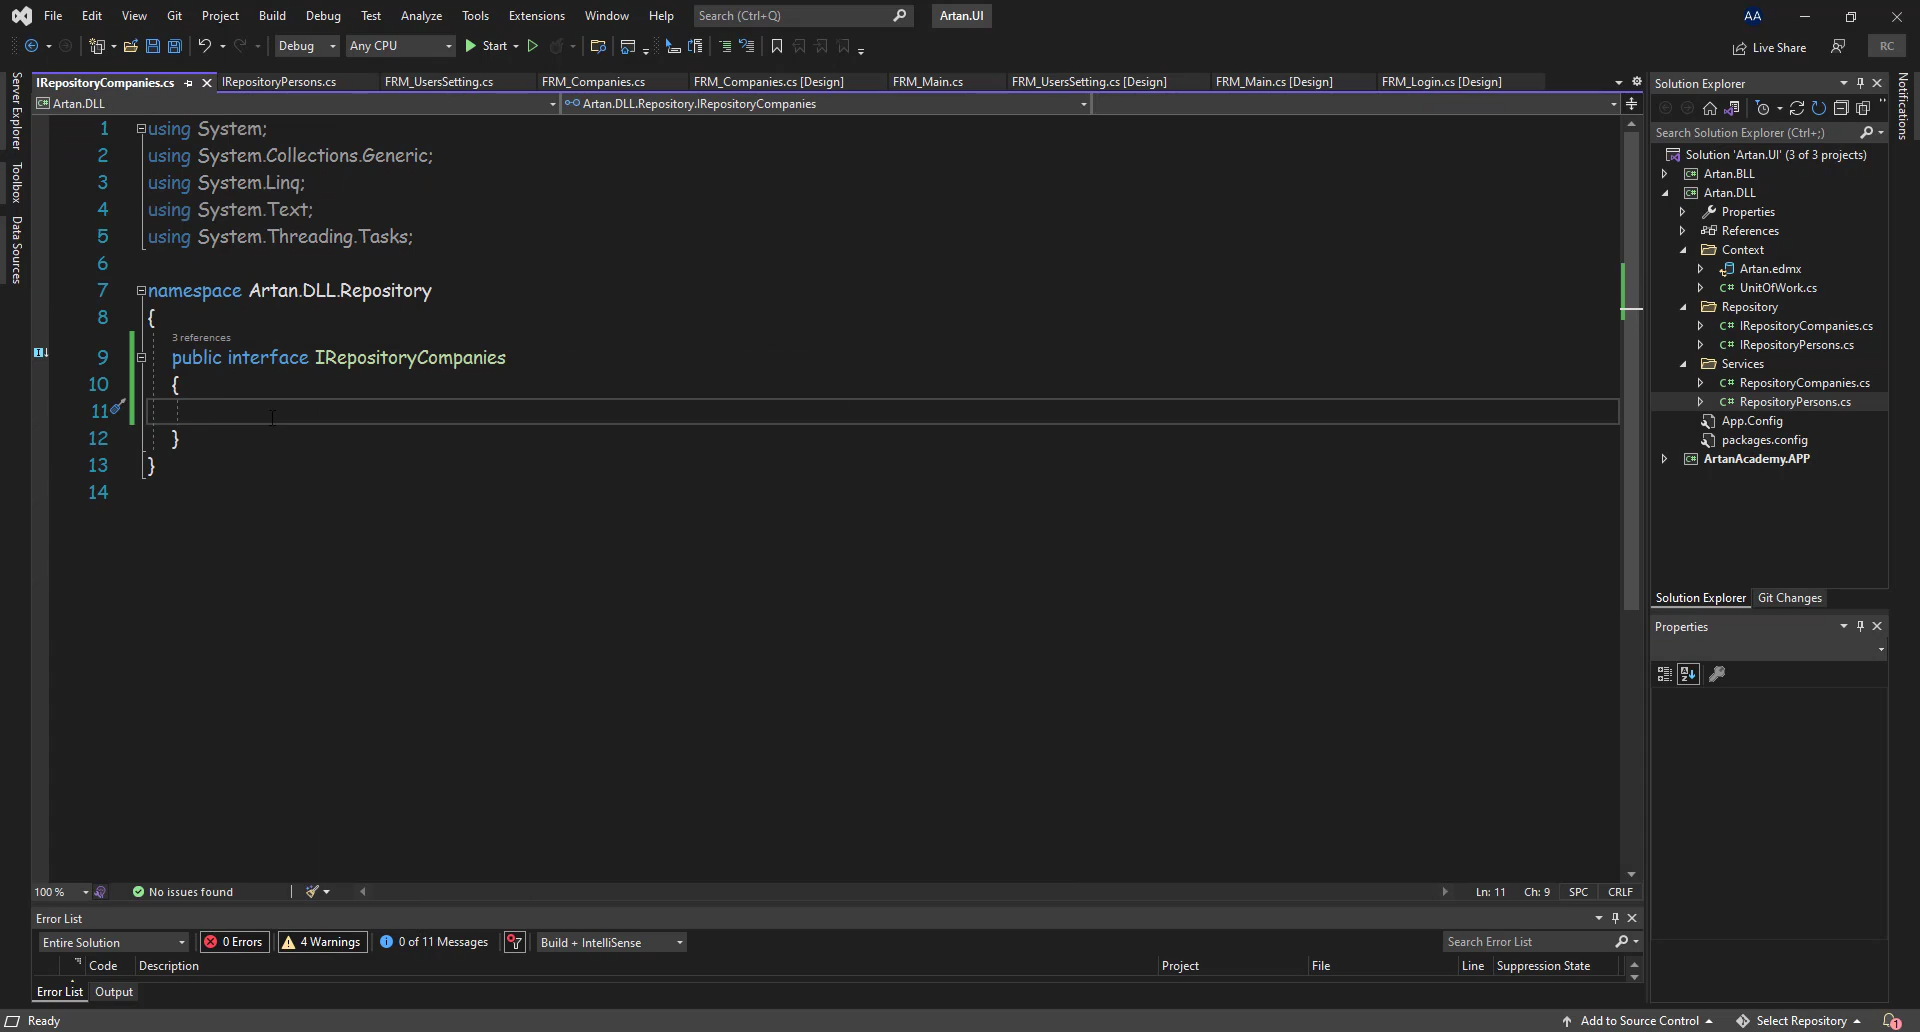 File Edit View Git Project Build Debug Test Analyze Tools Extensions Window Help Search (Ctrl+Q) Artan.UI AA
Debug Any CPU Start Live Share RC
IRepositoryCompanies.cs IRepositoryPersons.cs FRM_UsersSetting.cs FRM_Companies.cs FRM_Companies.cs [Design] FRM_Main.cs FRM_UsersSetting.cs [Design] FRM_Main.cs [Design] FRM_Login.cs [Design]
Artan.DLL Artan.DLL.Repository.IRepositoryCompanies
Server Explorer
Toolbox
Data Sources
1 using System;
2 using System.Collections.Generic;
3 using System.Linq;
4 using System.Text;
5 using System.Threading.Tasks;
6
7 namespace Artan.DLL.Repository
8 {
3 references
9 public interface IRepositoryCompanies
10 {
11
12 }
13 }
14
100 % No issues found Ln: 11 Ch: 9 SPC CRLF
Error List
Entire Solution 0 Errors 4 Warnings 0 of 11 Messages Build + IntelliSense Search Error List
Code Description Project File Line Suppression State
Error List Output
Solution Explorer
Search Solution Explorer (Ctrl+;)
Solution 'Artan.UI' (3 of 3 projects)
Artan.BLL
Artan.DLL
Properties
References
Context
Artan.edmx
UnitOfWork.cs
Repository
IRepositoryCompanies.cs
IRepositoryPersons.cs
Services
RepositoryCompanies.cs
RepositoryPersons.cs
App.Config
packages.config
ArtanAcademy.APP
Solution Explorer Git Changes
Properties
Notifications
Ready Add to Source Control Select Repository 1